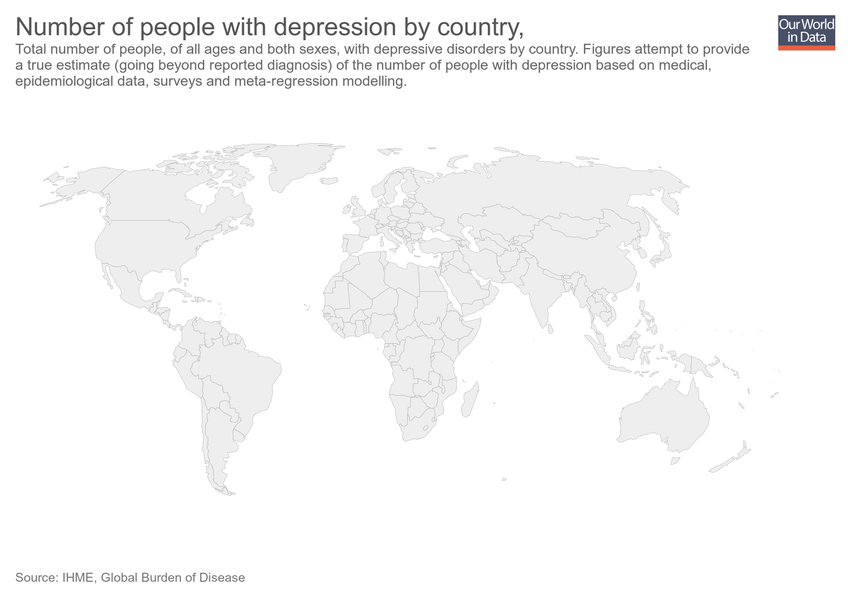 Number of people with depression by country,
Our World
in Data
Total number of people, of all ages and both sexes, with depressive disorders by country. Figures attempt to provide
a true estimate (going beyond reported diagnosis) of the number of people with depression based on medical,
epidemiological data, surveys and meta-regression modelling.
Source: IHME, Global Burden of Disease